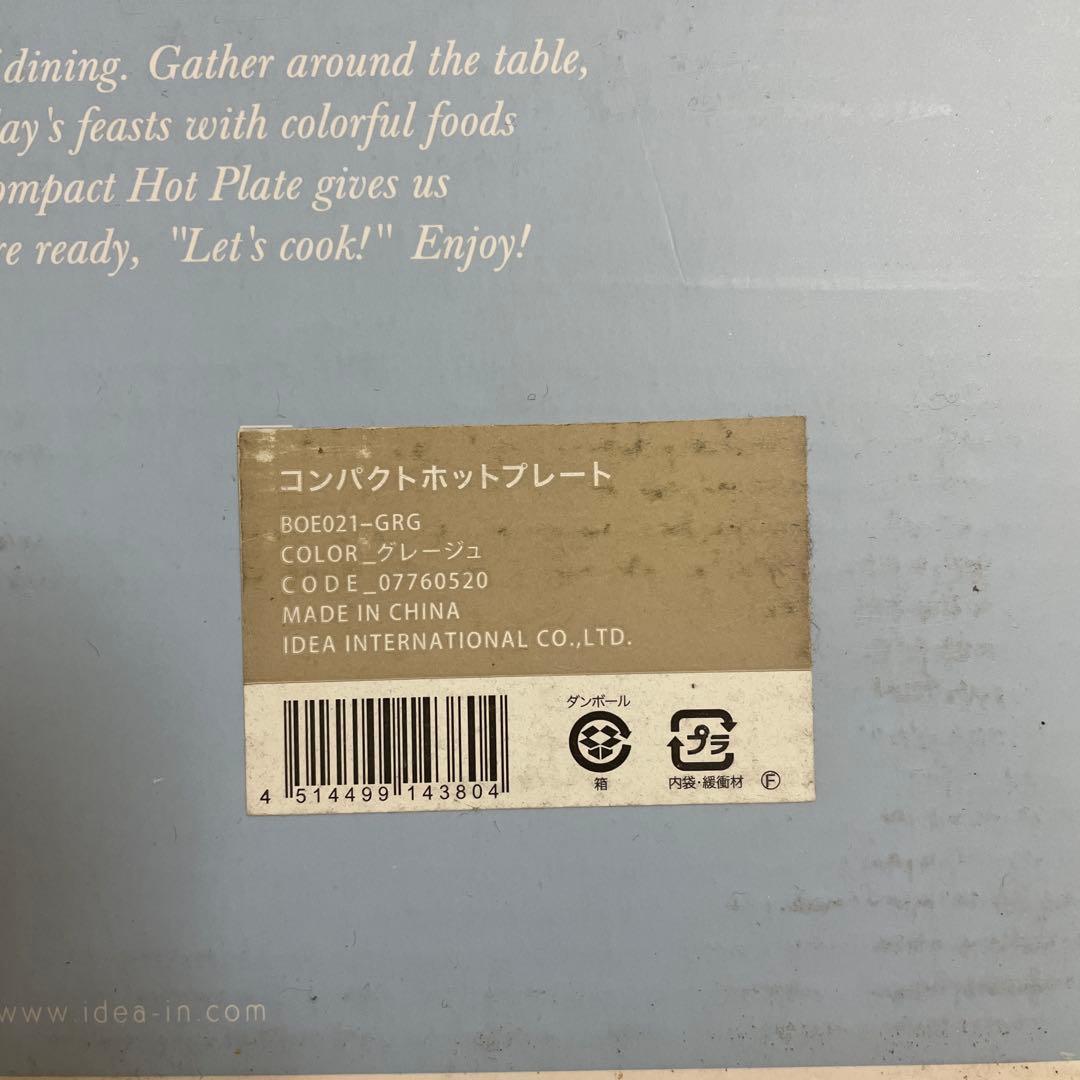 dining. Gather around the table,
feasts with colorful foods
Hot Plate gives us
ready, "Let's cook!" Enjoy!
コンパクトホットプレート
BOE021-GRG
COLOR_グレージュ
CODE_07760520
MADE IN CHINA
IDEA INTERNATIONAL CO.,LTD.
4 514499 143804
ダンボール
箱
プラ
内袋・緩衝材
Ⓕ
www.idea-in.com